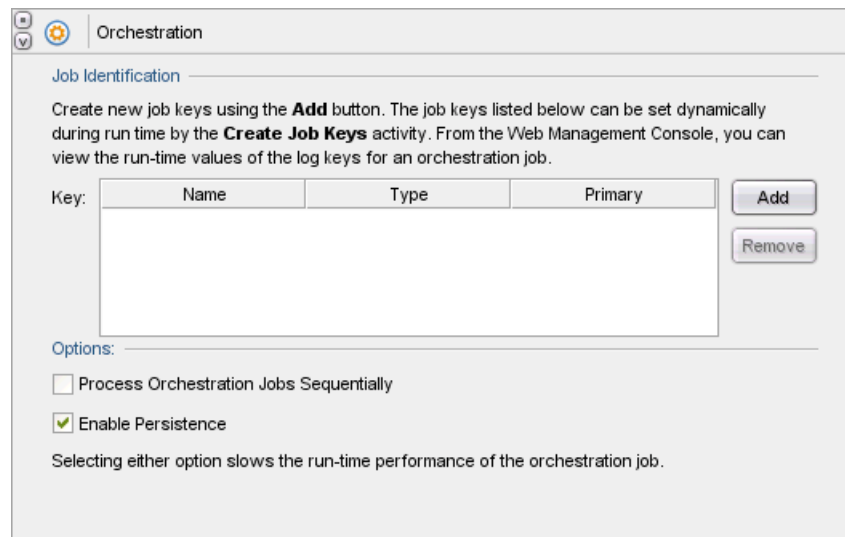 Orchestration
Job Identification
Create new job keys using the Add button. The job keys listed below can be set dynamically
during run time by the Create Job Keys activity. From the Web Management Console, you can
view the run-time values of the log keys for an orchestration job.
Key: Name Type Primary Add
Remove
Options:
Process Orchestration Jobs Sequentially
Enable Persistence
Selecting either option slows the run-time performance of the orchestration job.